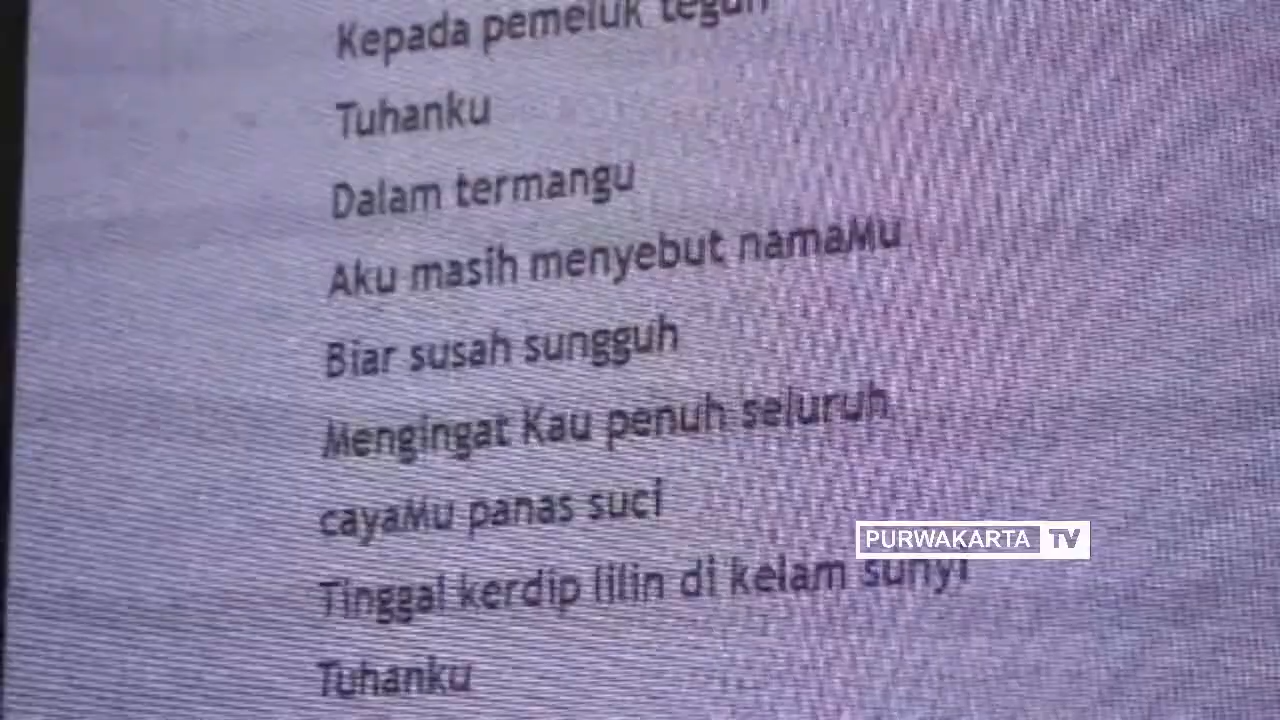 Kepada pemeluk teguh
Tuhanku
Dalam termangu
Aku masih menyebut namaMu
Biar susah sungguh
Mengingat Kau penuh seluruh
cayaMu panas suci
PURWAKARTA TV
Tinggal kerdip lilin di kelam sunyi
Tuhanku